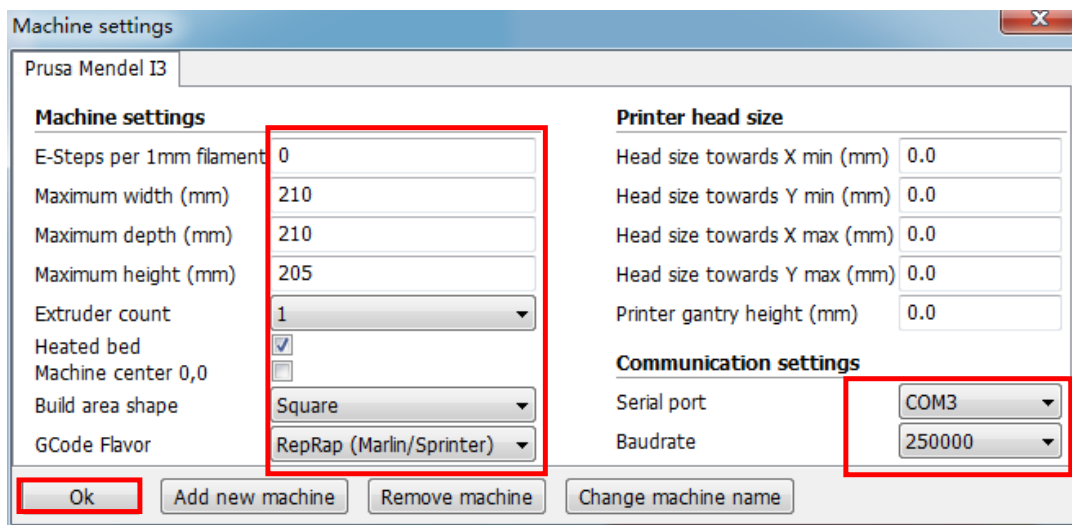 Machine settings
Prusa Mendel I3
Machine settings
E-Steps per 1mm filament 0
Maximum width (mm) 210
Maximum depth (mm) 210
Maximum height (mm) 205
Extruder count 1
Heated bed
Machine center 0,0
Build area shape Square
GCode Flavor RepRap (Marlin/Sprinter)
Printer head size
Head size towards X min (mm) 0.0
Head size towards Y min (mm) 0.0
Head size towards X max (mm) 0.0
Head size towards Y max (mm) 0.0
Printer gantry height (mm) 0.0
Communication settings
Serial port COM3
Baudrate 250000
Ok Add new machine Remove machine Change machine name